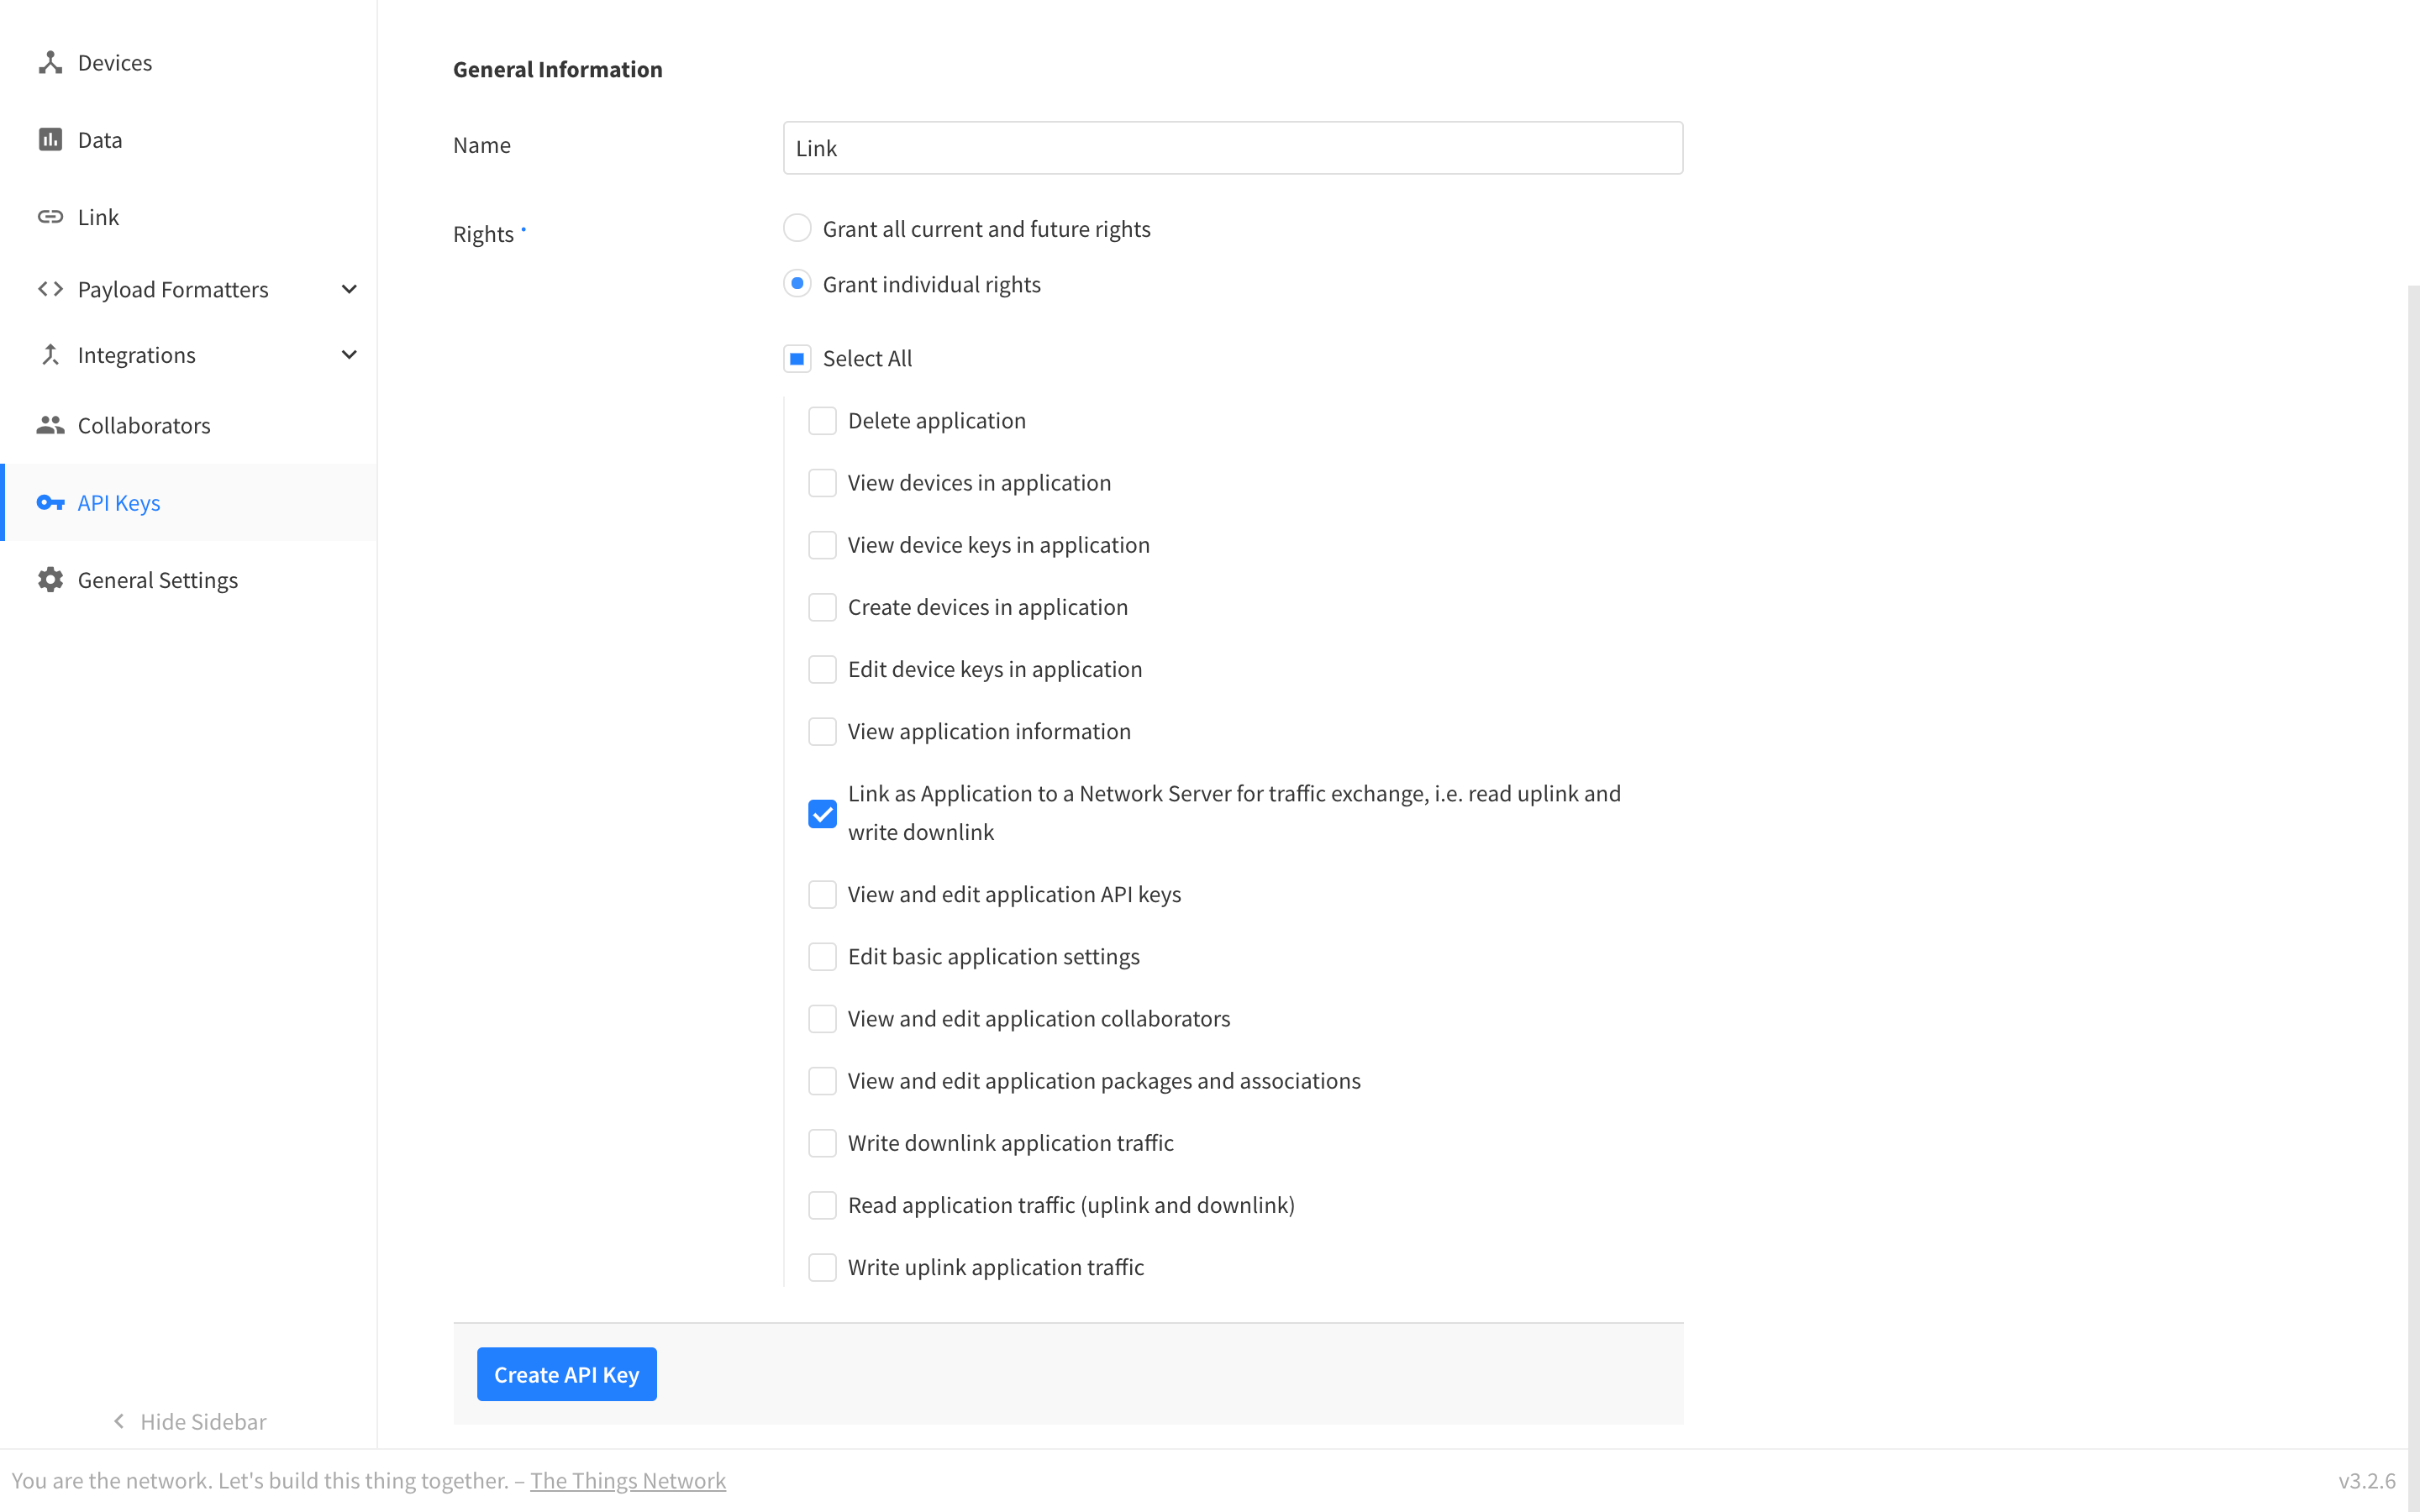 Devices
Data
Link
Payload Formatters
Integrations
Collaborators
API Keys
General Settings
Hide Sidebar
General Information
Name
Link
Rights
Grant all current and future rights
Grant individual rights
Select All
Delete application
View devices in application
View device keys in application
Create devices in application
Edit device keys in application
View application information
Link as Application to a Network Server for traffic exchange, i.e. read uplink and
write downlink
View and edit application API keys
Edit basic application settings
View and edit application collaborators
View and edit application packages and associations
Write downlink application traffic
Read application traffic (uplink and downlink)
Write uplink application traffic
Create API Key
You are the network. Let's build this thing together. – The Things Network
v3.2.6